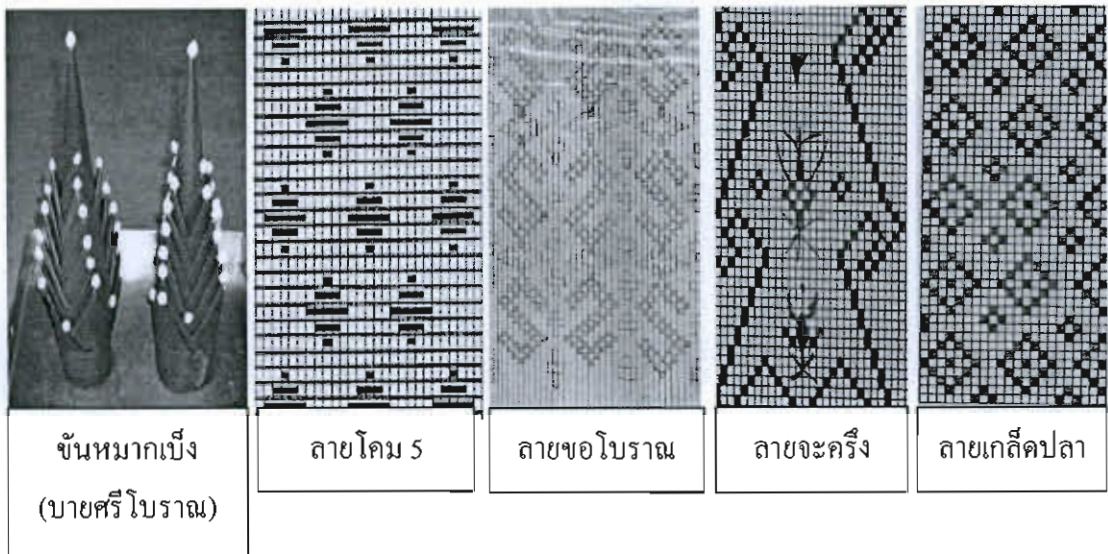 ขันหมากเบ็ง
(บายศรีโบราณ)
ลายโคม 5
ลายขอโบราณ
ลายจะครึง
ลายเกล็ดปลา